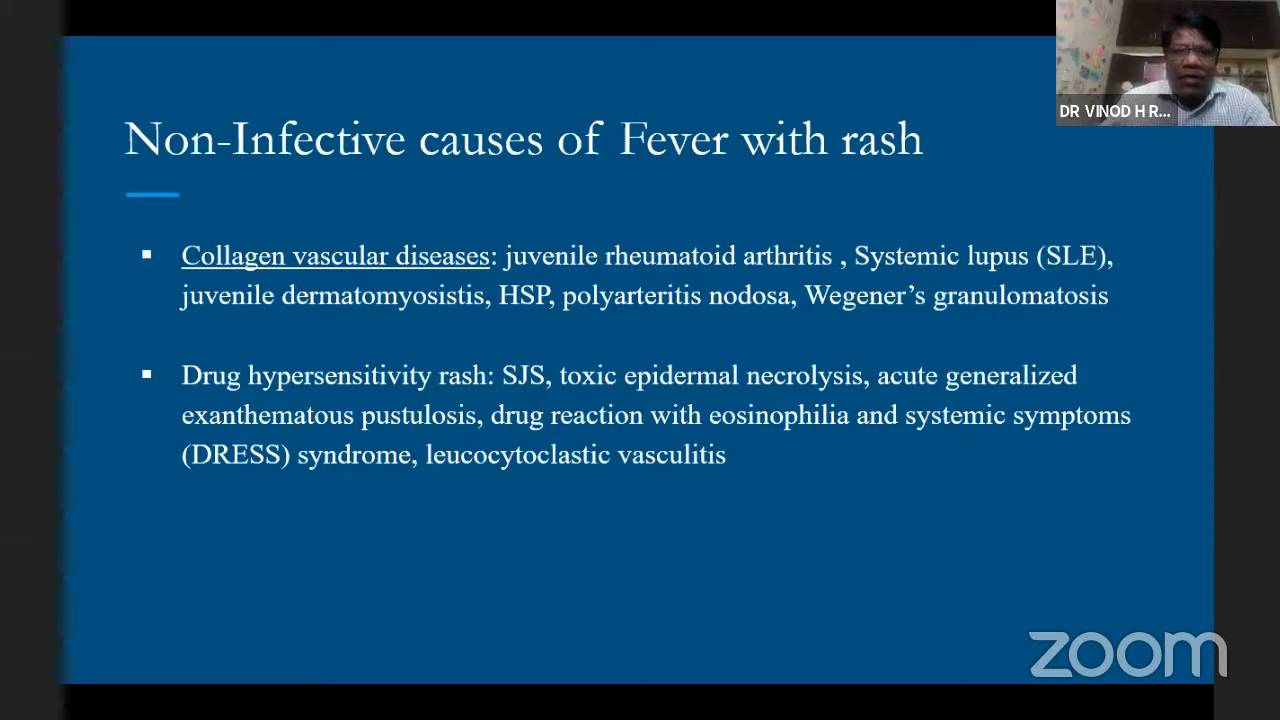 Non-Infective causes of Fever with rash
▪ Collagen vascular diseases: juvenile rheumatoid arthritis , Systemic lupus (SLE),
juvenile dermatomyosistis, HSP, polyarteritis nodosa, Wegener’s granulomatosis
▪ Drug hypersensitivity rash: SJS, toxic epidermal necrolysis, acute generalized
exanthematous pustulosis, drug reaction with eosinophilia and systemic symptoms
(DRESS) syndrome, leucocytoclastic vasculitis
DR VINOD H R...
zoom